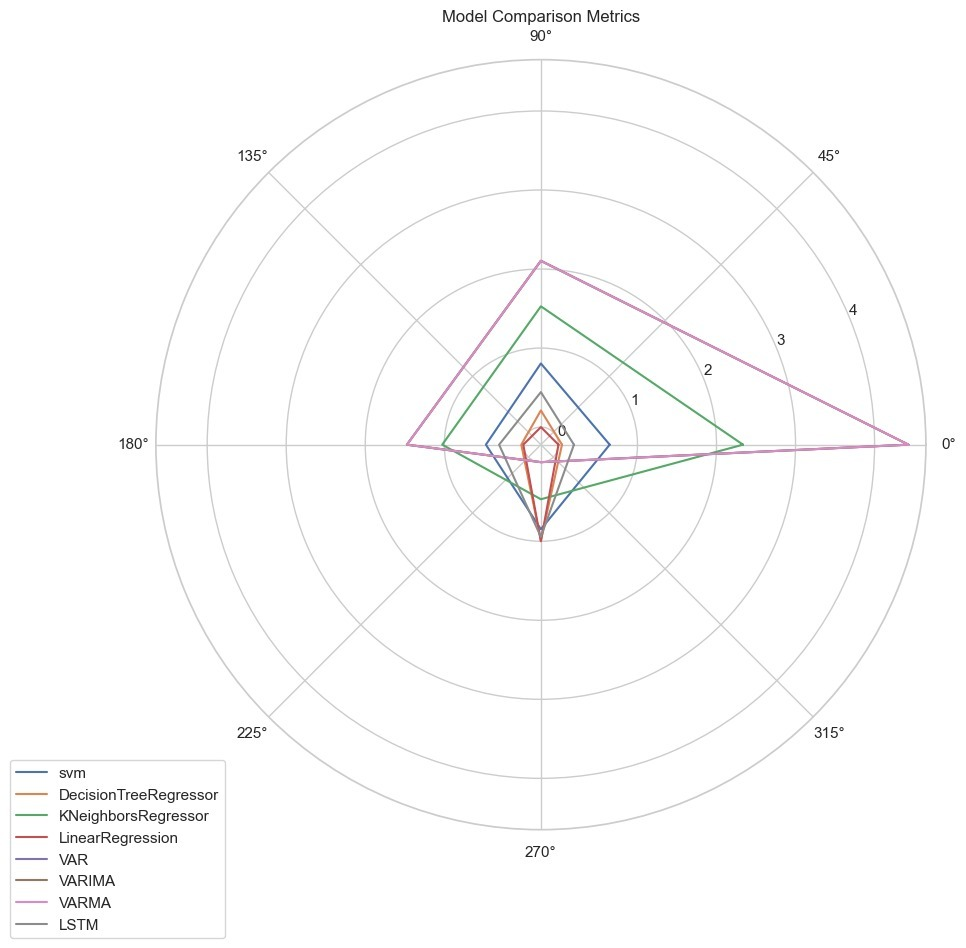 Model Comparison Metrics
90°
135°
45°
4
3
2
1
0
180°
0°
225°
315°
270°
svm
DecisionTreeRegressor
KNeighborsRegressor
LinearRegression
VAR
VARIMA
VARMA
LSTM